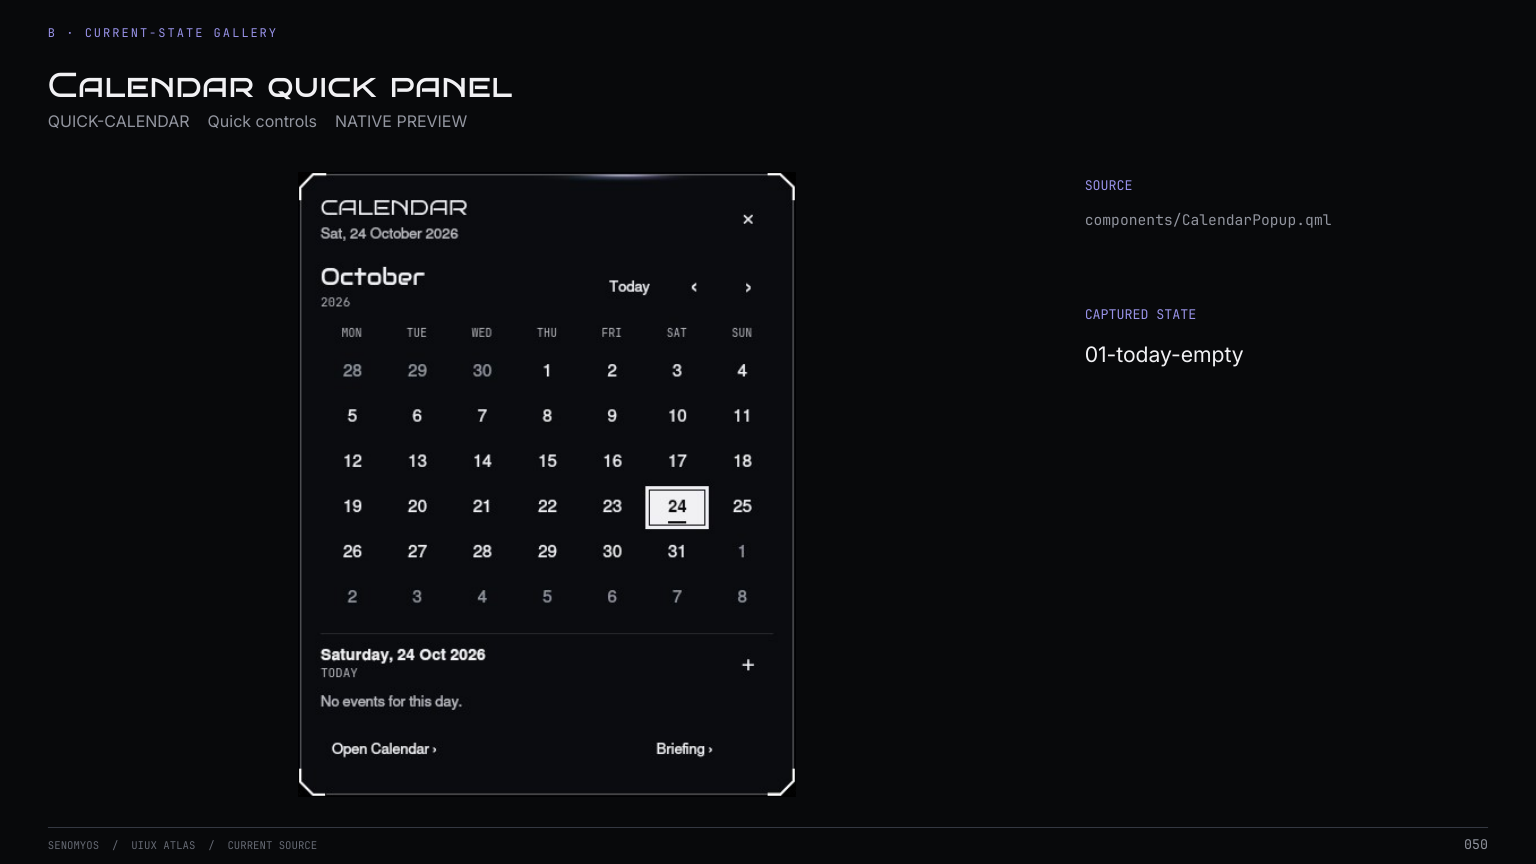 B · CURRENT-STATE GALLERY
Calendar quick panel
QUICK-CALENDAR Quick controls NATIVE PREVIEW
CALENDAR
Sat, 24 October 2026
×
October
2026
Today ‹ ›
MON TUE WED THU FRI SAT SUN
28 29 30 1 2 3 4
5 6 7 8 9 10 11
12 13 14 15 16 17 18
19 20 21 22 23 24 25
26 27 28 29 30 31 1
2 3 4 5 6 7 8
Saturday, 24 Oct 2026
TODAY
+
No events for this day.
Open Calendar › Briefing ›
SOURCE
components/CalendarPopup.qml
CAPTURED STATE
01-today-empty
SENOMYOS / UIUX ATLAS / CURRENT SOURCE
050